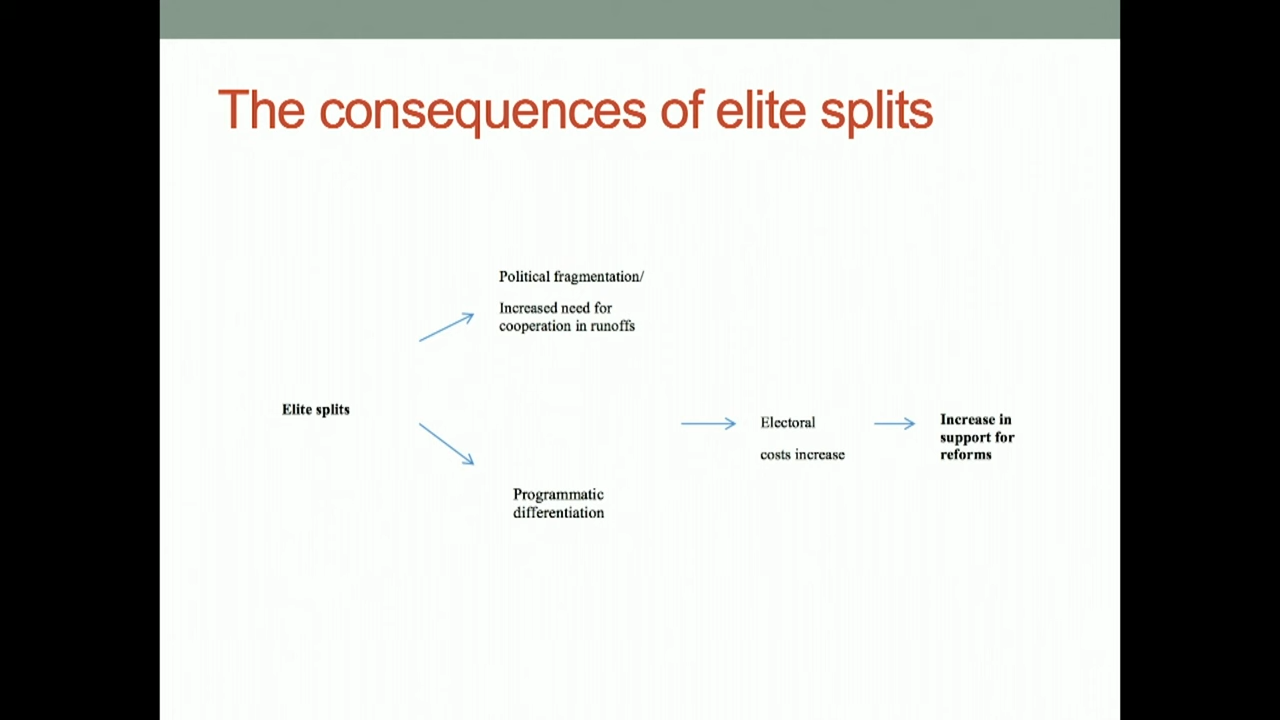 The consequences of elite splits
Political fragmentation/
Increased need for
cooperation in runoffs
Elite splits
Electoral
costs increase
Increase in
support for
reforms
Programmatic
differentiation